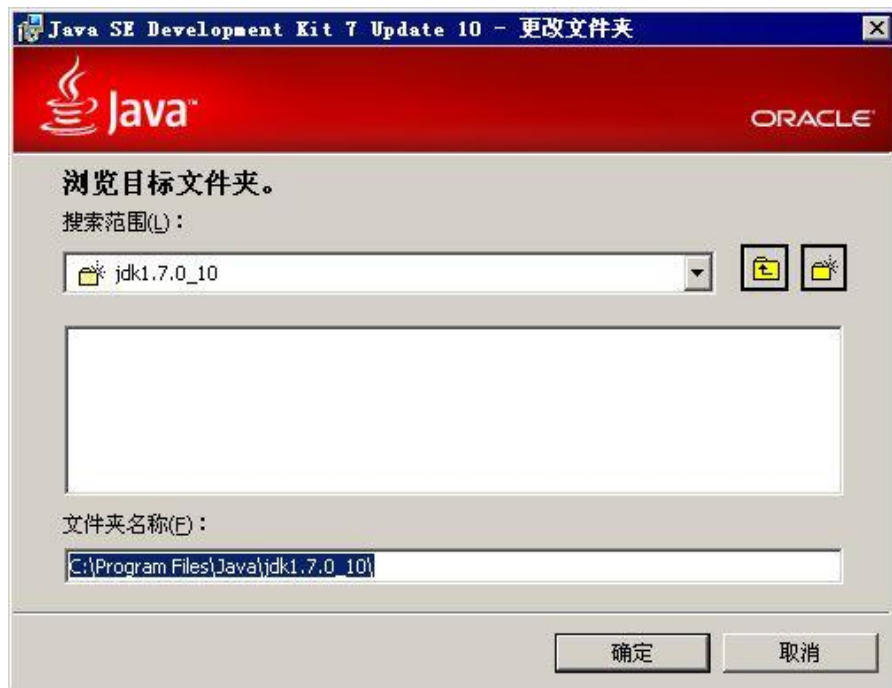 Java SE Development Kit 7 Update 10 - 更改文件夹
Java™
ORACLE
浏览目标文件夹。
搜索范围(L)：
jdk1.7.0_10
文件夹名称(F)：
C:\Program Files\Java\jdk1.7.0_10\
确定
取消